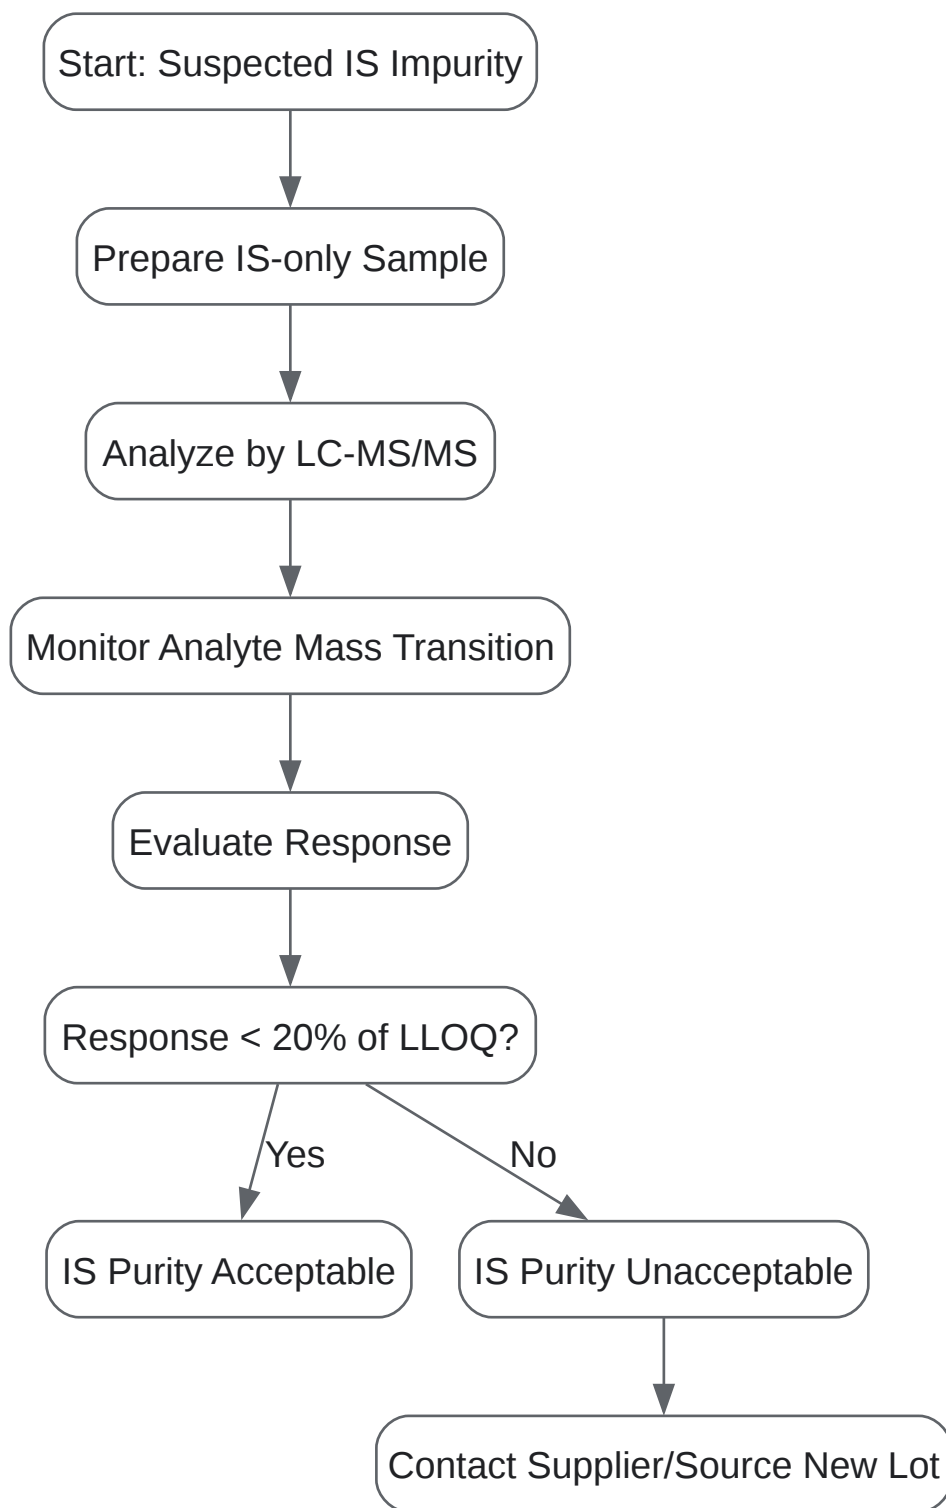 Start: Suspected IS Impurity
Prepare IS-only Sample
Analyze by LC-MS/MS
Monitor Analyte Mass Transition
Evaluate Response
Response < 20% of LLOQ?
Yes
No
IS Purity Acceptable
IS Purity Unacceptable
Contact Supplier/Source New Lot